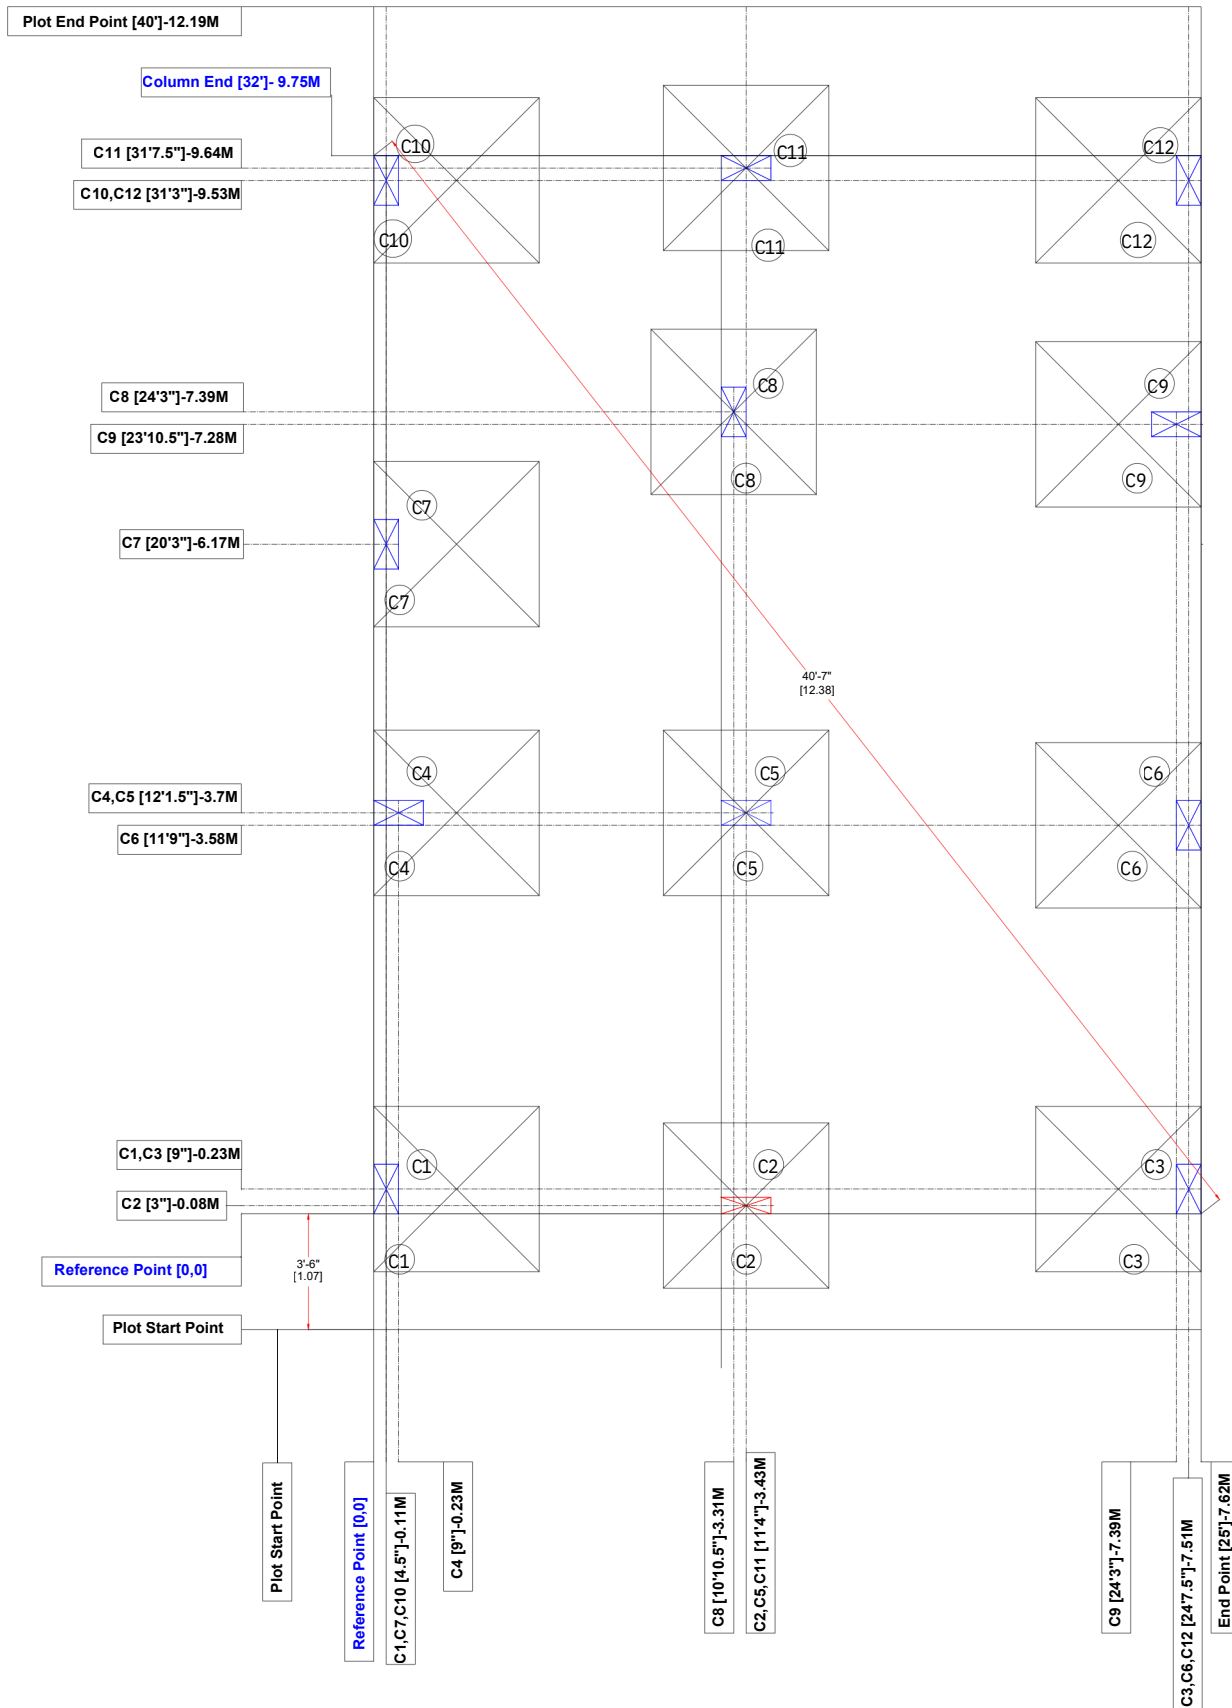 Plot End Point [40']-12.19M
Column End [32']- 9.75M
C11 [31'7.5"]-9.64M
C10,C12 [31'3"]-9.53M
C10
C11
C12
C10
C11
C12
C8 [24'3"]-7.39M
C9 [23'10.5"]-7.28M
C8
C9
C8
C9
C7 [20'3"]-6.17M
C7
C7
40'-7"
[12.38]
C4,C5 [12'1.5"]-3.7M
C6 [11'9"]-3.58M
C4
C5
C6
C4
C5
C6
C1,C3 [9"]-0.23M
C2 [3"]-0.08M
C1
C2
C3
Reference Point [0,0]
3'-6"
[1.07]
C1
C2
C3
Plot Start Point
Plot Start Point
Reference Point [0,0]
C1,C7,C10 [4.5"]-0.11M
C4 [9"]-0.23M
C8 [10'10.5"]-3.31M
C2,C5,C11 [11'4"]-3.43M
C9 [24'3"]-7.39M
C3,C6,C12 [24'7.5"]-7.51M
End Point [25']-7.62M